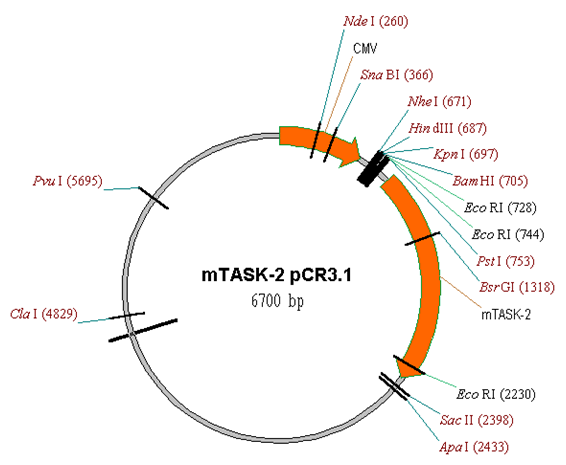 Nde I (260)
CMV
Sna BI (366)
Nhe I (671)
Hin dIII (687)
Kpn I (697)
Bam HI (705)
Eco RI (728)
Eco RI (744)
Pst I (753)
Bsr GI (1318)
mTASK-2
Eco RI (2230)
Sac II (2398)
Apa I (2433)
Cla I (4829)
Pvu I (5695)
mTASK-2 pCR3.1
6700 bp